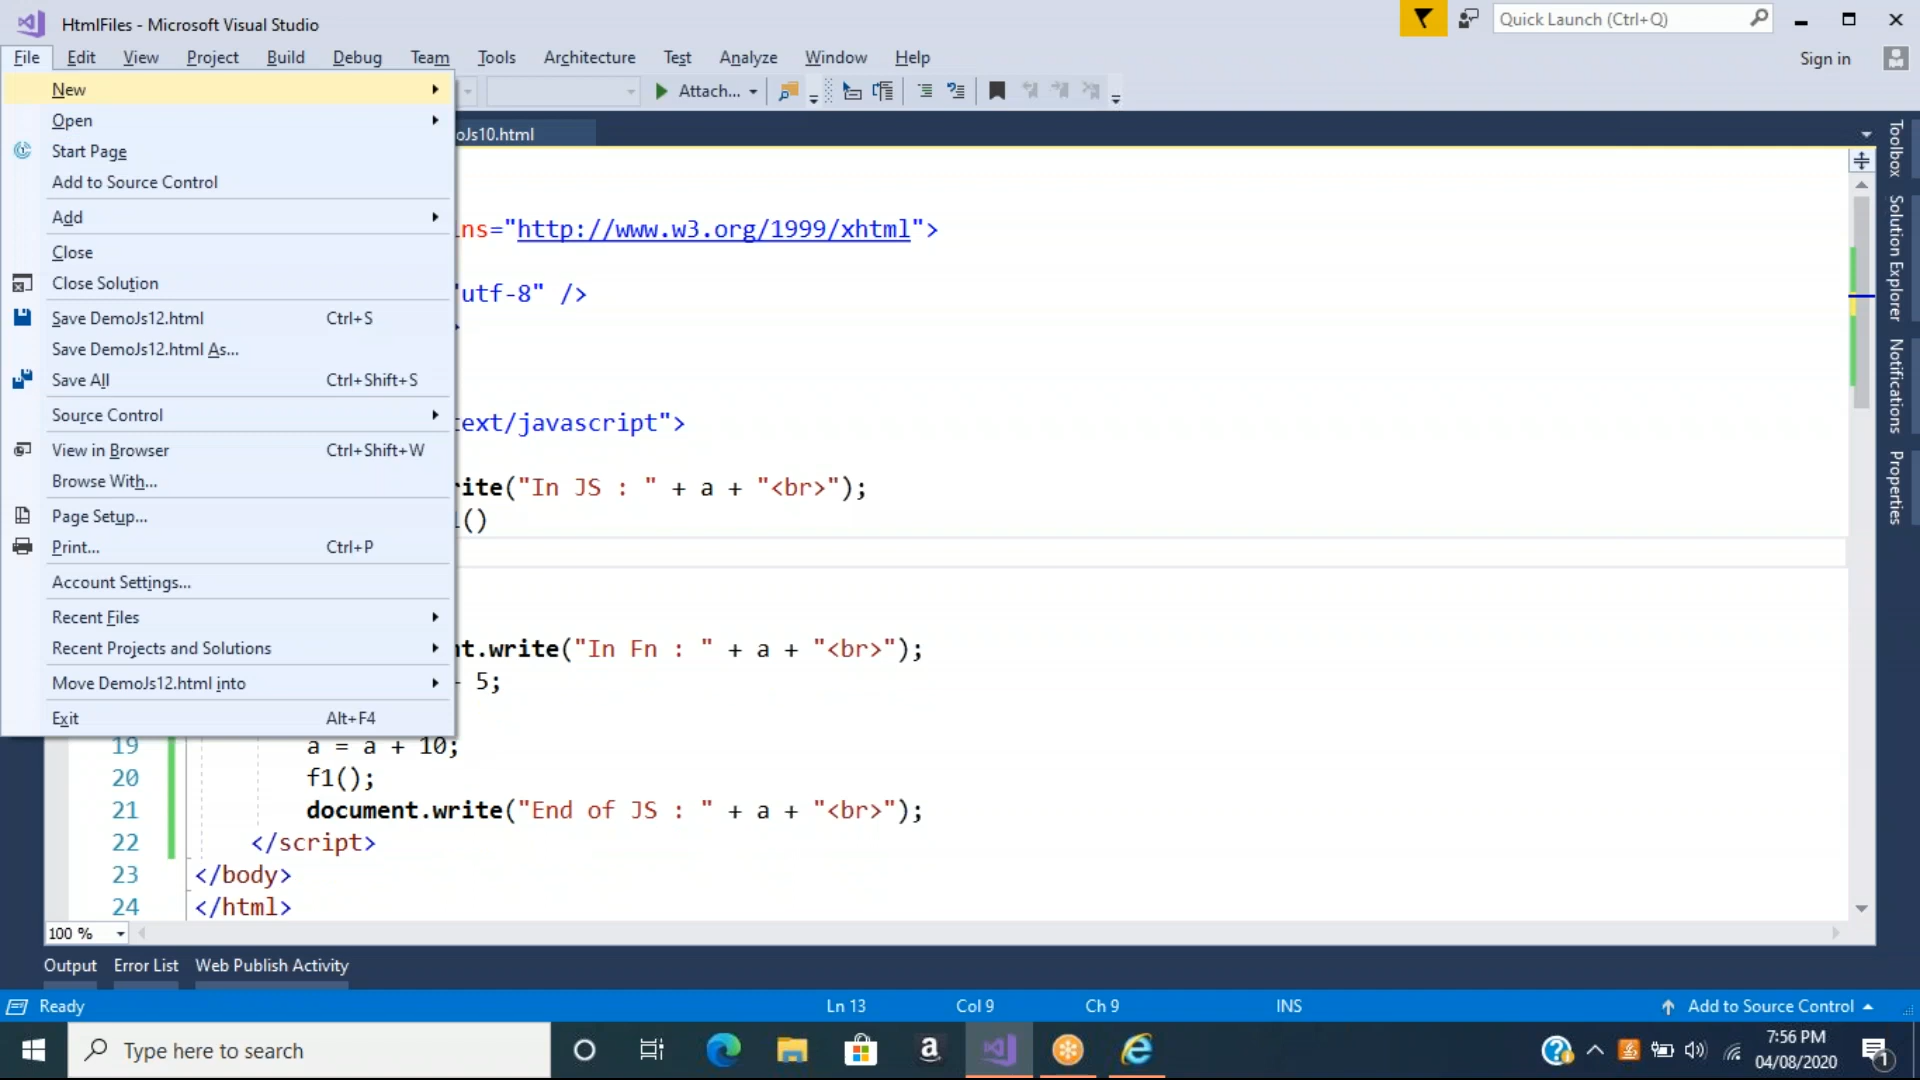 HtmlFiles - Microsoft Visual Studio
Quick Launch (Ctrl+Q)
File Edit View Project Build Debug Team Tools Architecture Test Analyze Window Help
Sign in
Attach...
New
Open
Start Page
Add to Source Control
Add
Close
Close Solution
Save DemoJs12.html Ctrl+S
Save DemoJs12.html As...
Save All Ctrl+Shift+S
Source Control
View in Browser Ctrl+Shift+W
Browse With...
Page Setup...
Print... Ctrl+P
Account Settings...
Recent Files
Recent Projects and Solutions
Move DemoJs12.html into
Exit Alt+F4
oJs10.html
ns="http://www.w3.org/1999/xhtml">
"utf-8" />
>
text/javascript">
ite("In JS : " + a + "<br>");
()
nt.write("In Fn : " + a + "<br>");
5;
19 a = a + 10;
20 f1();
21 document.write("End of JS : " + a + "<br>");
22 </script>
23 </body>
24 </html>
Toolbox
Solution Explorer
Notifications
Properties
100 %
Output Error List Web Publish Activity
Ready Ln 13 Col 9 Ch 9 INS Add to Source Control
Type here to search
7:56 PM
04/08/2020
1